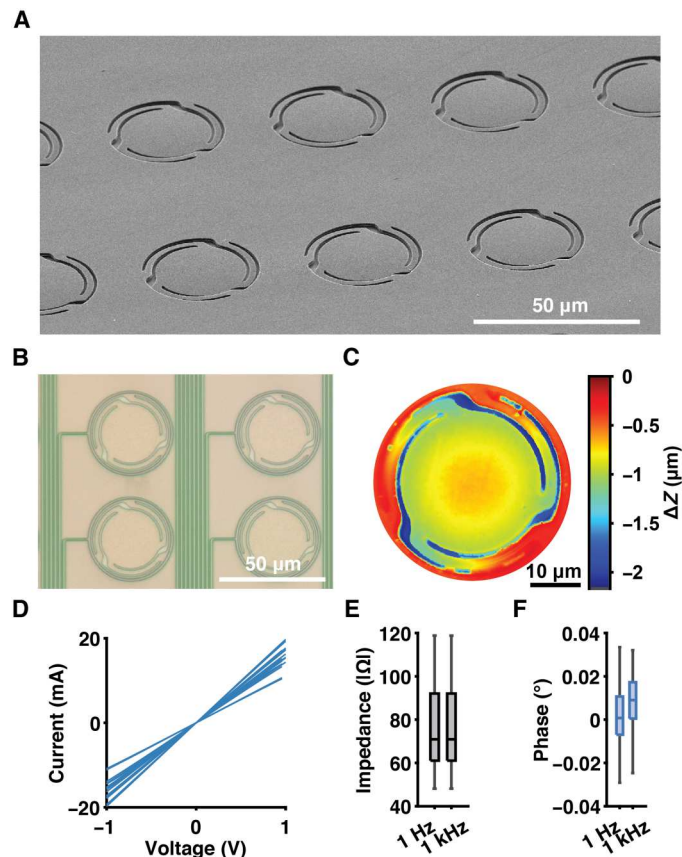 A
50 µm
B
50 µm
C
10 µm
0
−0.5
−1
−1.5
−2
ΔZ (µm)
D
20
0
−20
−1
0
1
Current (mA)
Voltage (V)
E
120
100
80
60
40
Impedance (|Ω|)
1 Hz
1 kHz
F
0.04
0.02
0
−0.02
−0.04
Phase (°)
1 Hz
1 kHz